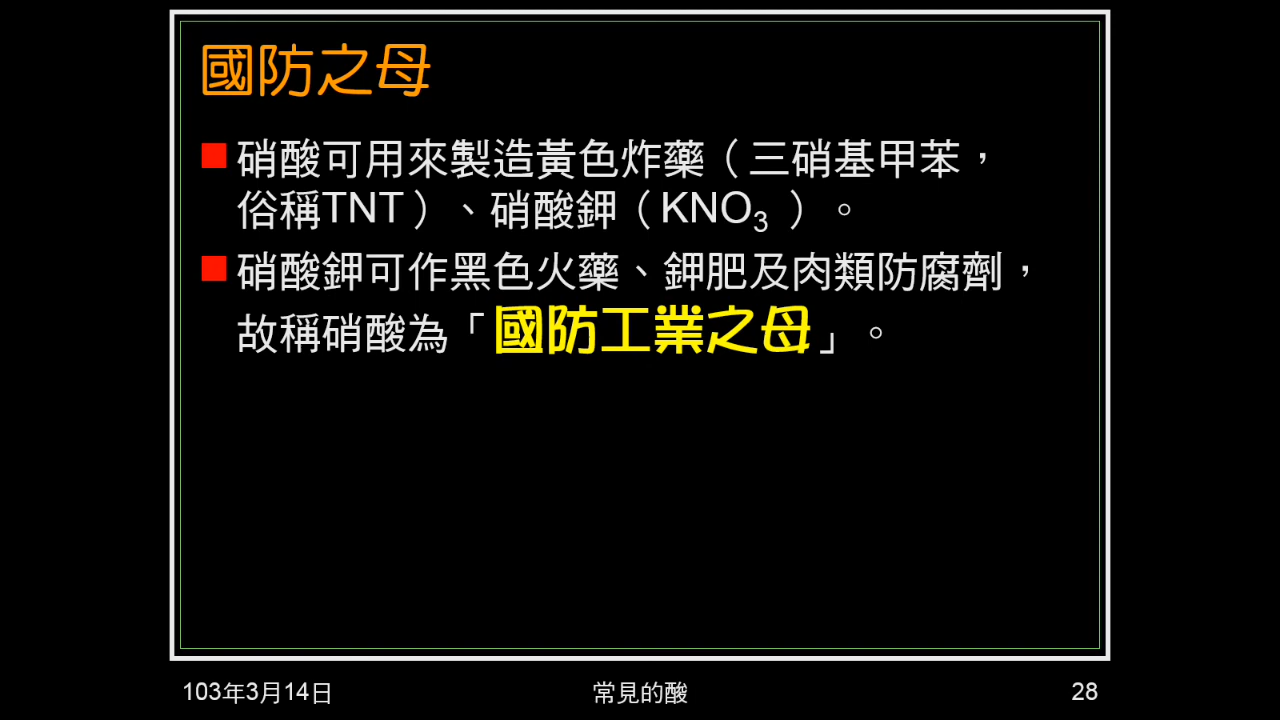 國防之母
硝酸可用來製造黃色炸藥（三硝基甲苯，
俗稱TNT）、硝酸鉀（KNO₃ ）。
硝酸鉀可作黑色火藥、鉀肥及肉類防腐劑，
故稱硝酸為「國防工業之母」。
103年3月14日
常見的酸
28